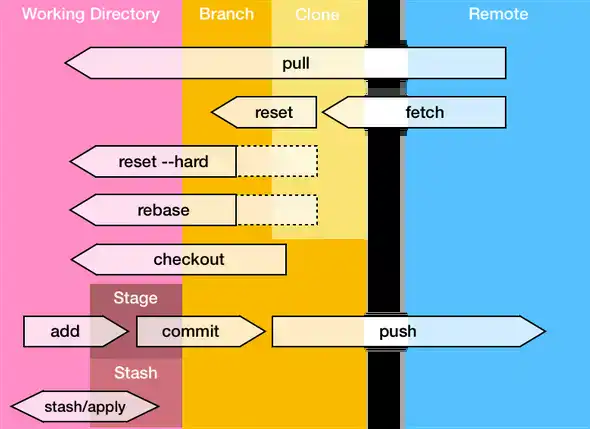 Working Directory Branch Clone Remote
pull
reset fetch
reset --hard
rebase
checkout
Stage
add commit push
Stash
stash/apply